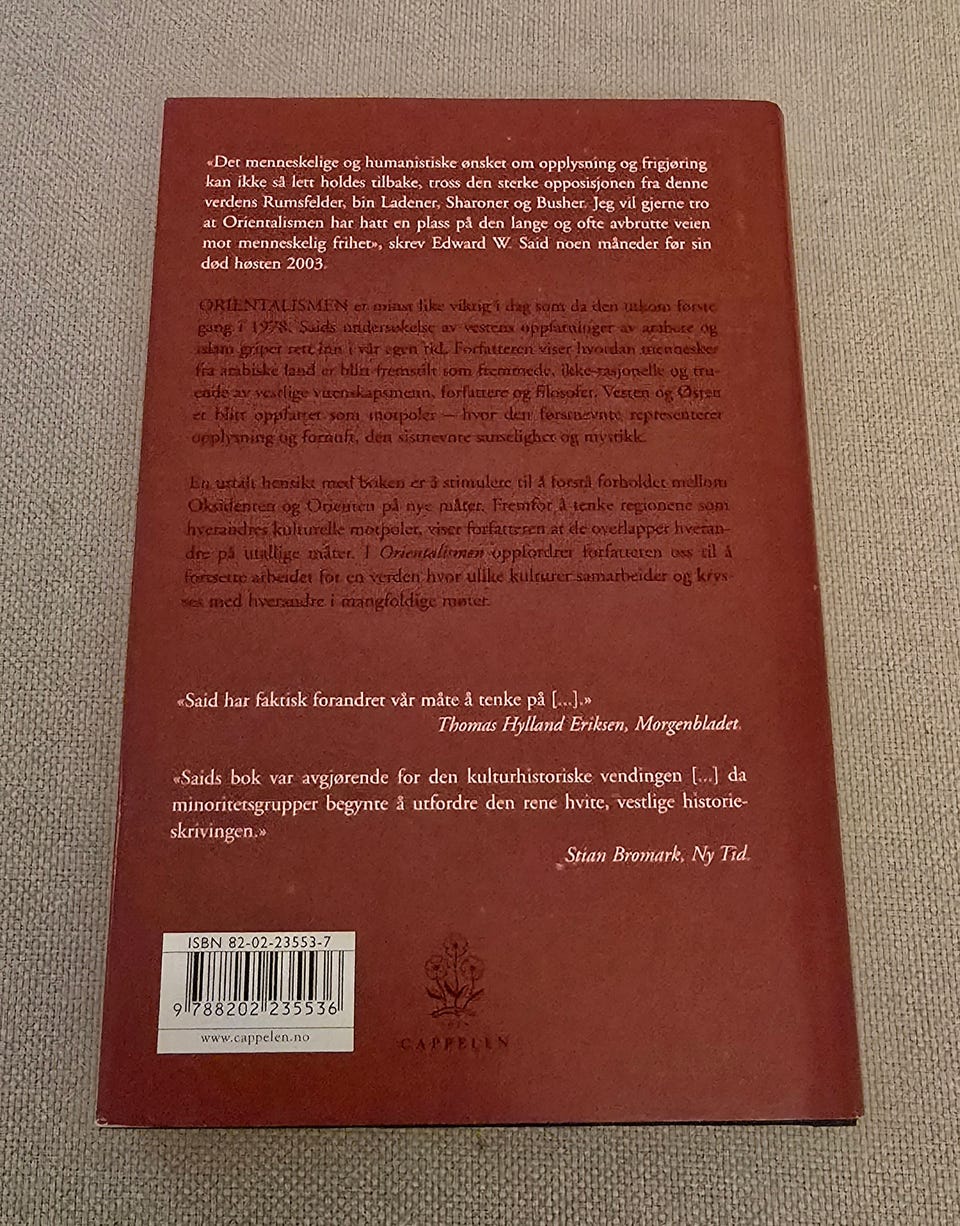 «Det menneskelige og humanistiske ønsket om opplysning og frigjøring
kan ikke så lett holdes tilbake, tross den sterke opposisjonen fra denne
verdens Rumsfelder, bin Ladener, Sharoner og Busher. Jeg vil gjerne tro
at Orientalismen har hatt en plass på den lange og ofte avbrutte veien
mot menneskelig frihet», skrev Edward W. Said noen måneder før sin
død høsten 2003.
ORIENTALISMEN er minst like viktig i dag som da den utkom første
gang i 1978. Saids undersøkelse av vestens oppfatninger av arabere og
islam griper rett inn i vår egen tid. Forfatteren viser hvordan mennesker
fra arabiske land er blitt fremstilt som fremmede, ikke-rasjonelle og tru-
ende av vestlige vitenskapsmenn, forfattere og filosofer. Vesten og Østen
er blitt oppfattet som motpoler – hvor den førstnevnte representerer
opplysning og fornuft, den sistnevnte sanselighet og mystikk.
En uttalt hensikt med boken er å stimulere til å forstå forholdet mellom
Oksidenten og Orienten på nye måter. Fremfor å tenke regionene som
hverandres kulturelle motpoler, viser forfatteren at de overlapper hveran-
dre på utallige måter. I Orientalismen oppfordrer forfatteren oss til å
fortsette arbeidet for en verden hvor ulike kulturer samarbeider og krys-
ses med hverandre i mangfoldige møter.
«Said har faktisk forandret vår måte å tenke på [...].»
Thomas Hylland Eriksen, Morgenbladet
«Saids bok var avgjørende for den kulturhistoriske vendingen [...] da
minoritetsgrupper begynte å utfordre den rene hvite, vestlige historie-
skrivingen.»
Stian Bromark, Ny Tid
ISBN 82-02-23553-7
9 788202 235536
www.cappelen.no
CAPPELEN